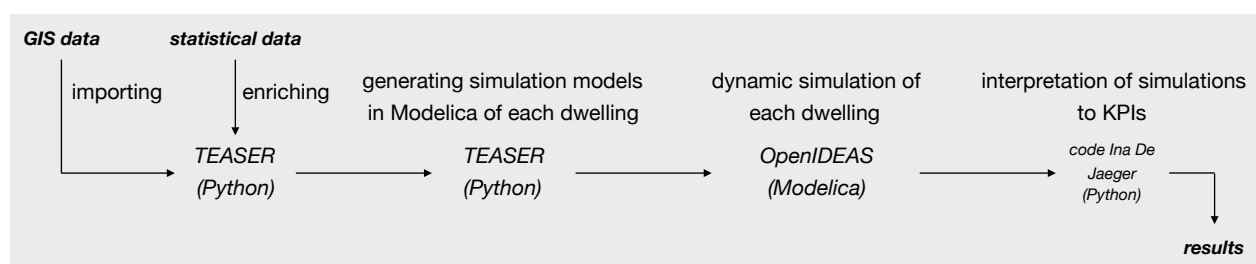 GIS data
statistical data
importing
enriching
generating simulation models
in Modelica of each dwelling
dynamic simulation of
each dwelling
interpretation of simulations
to KPIs
TEASER
(Python)
TEASER
(Python)
OpenIDEAS
(Modelica)
code Ina De
Jaeger
(Python)
results